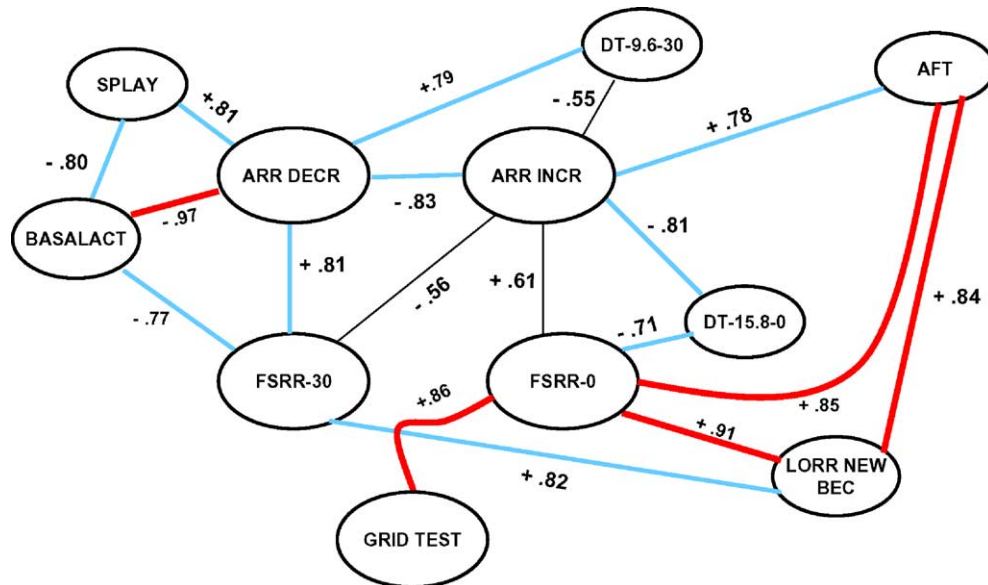 DT-9.6-30
SPLAY
AFT
+.79
+.81
- .55
+ .78
- .80
ARR DECR
ARR INCR
- .83
- .97
- .81
BASALACT
+ .81
- .56
+ .61
+ .84
- .77
DT-15.8-0
- .71
FSRR-30
FSRR-0
+.86
+ .85
+ .91
LORR NEW
BEC
+ .82
GRID TEST